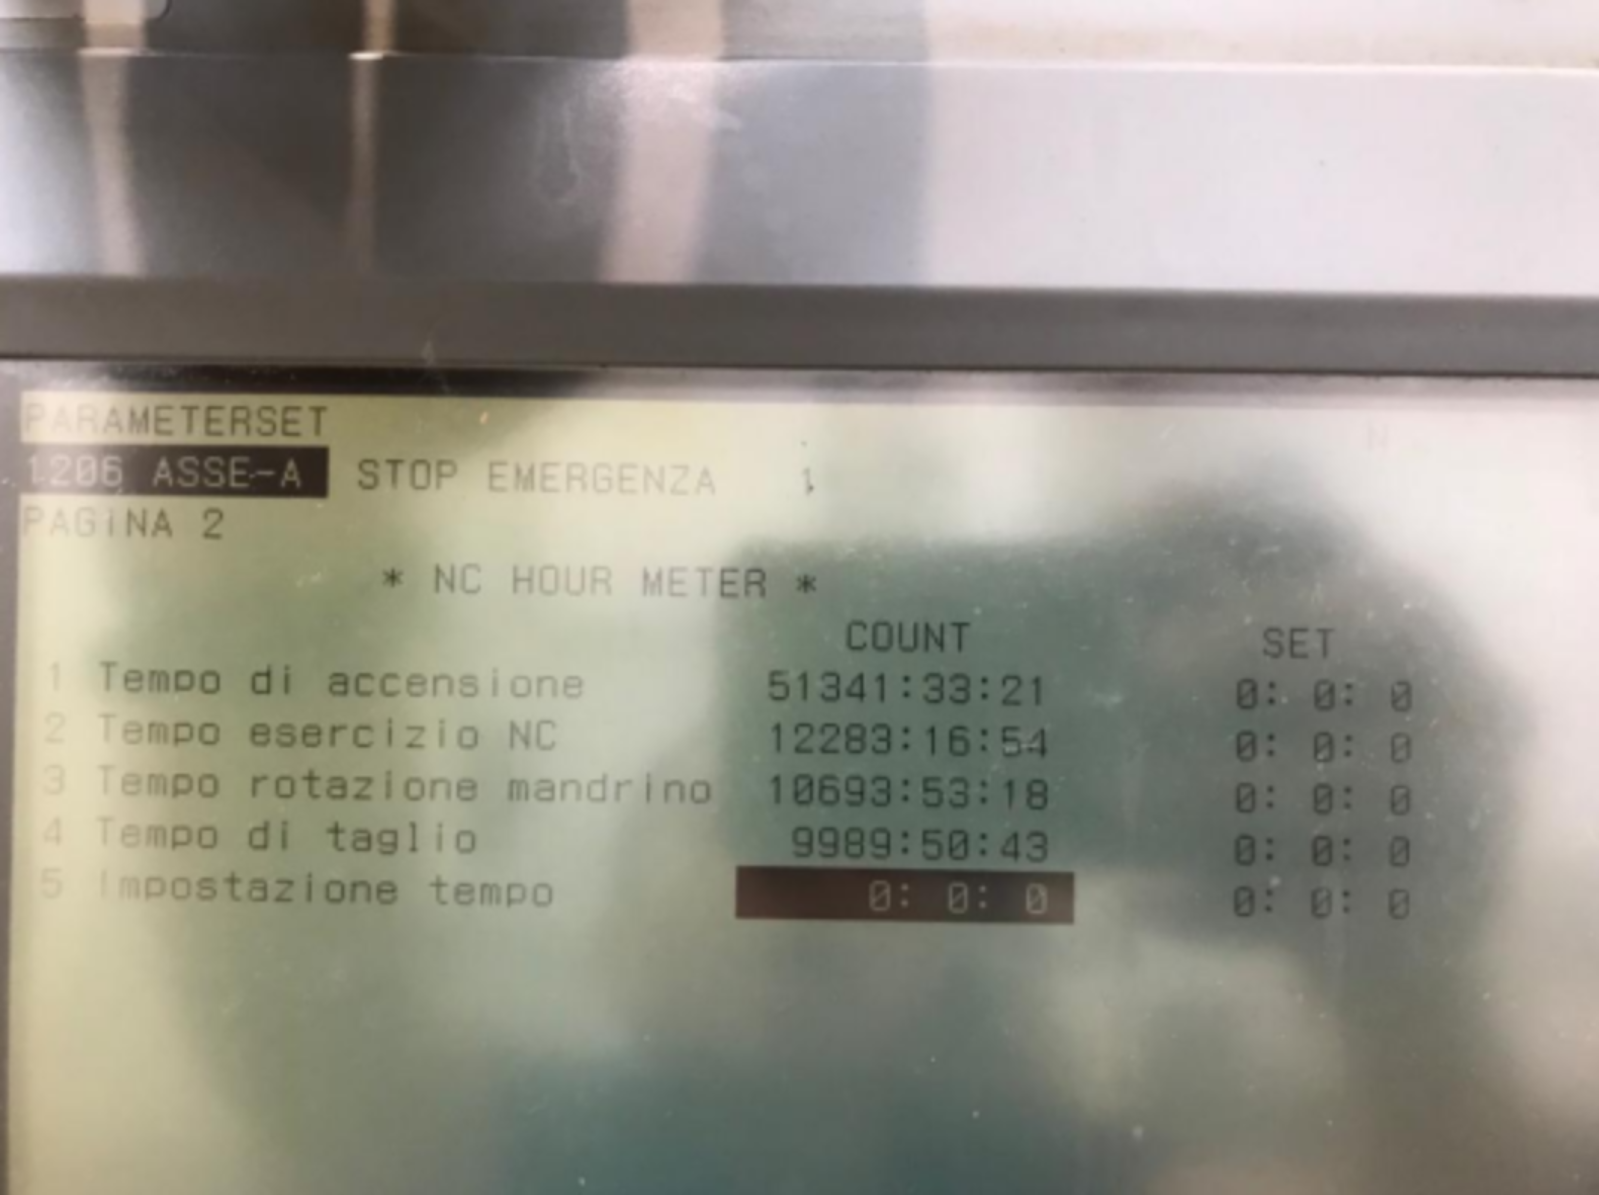 PARAMETERSET
1206 ASSE-A STOP EMERGENZA 1
PAGINA 2
* NC HOUR METER *
COUNT SET
1 Tempo di accensione 51341:33:21 0: 0: 0
2 Tempo esercizio NC 12283:16:54 0: 0: 0
3 Tempo rotazione mandrino 10693:53:18 0: 0: 0
4 Tempo di taglio 9989:50:43 0: 0: 0
5 Impostazione tempo 0: 0: 0 0: 0: 0